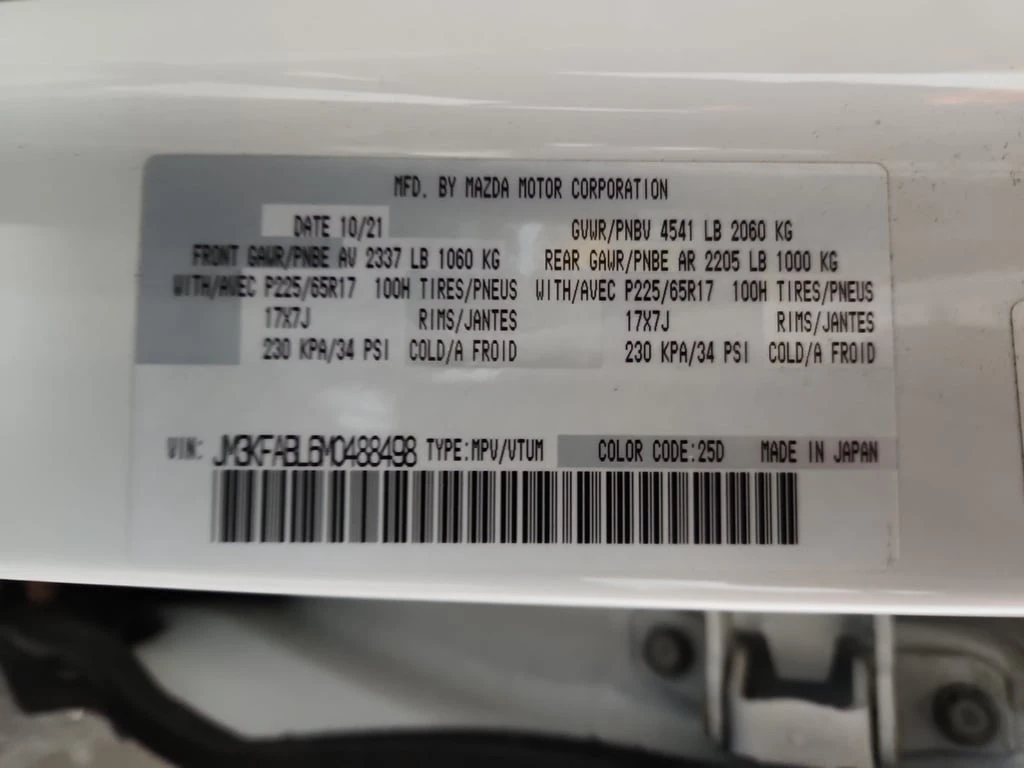 MFD. BY MAZDA MOTOR CORPORATION
DATE 10/21 GVWR/PNBV 4541 LB 2060 KG
FRONT GAWR/PNBE AV 2337 LB 1060 KG REAR GAWR/PNBE AR 2205 LB 1000 KG
WITH/AVEC P225/65R17 100H TIRES/PNEUS WITH/AVEC P225/65R17 100H TIRES/PNEUS
17X7J RIMS/JANTES 17X7J RIMS/JANTES
230 KPA/34 PSI COLD/A FROID 230 KPA/34 PSI COLD/A FROID
VIN: JM3KFABL6M0488498 TYPE:MPV/VTUM COLOR CODE:25D MADE IN JAPAN